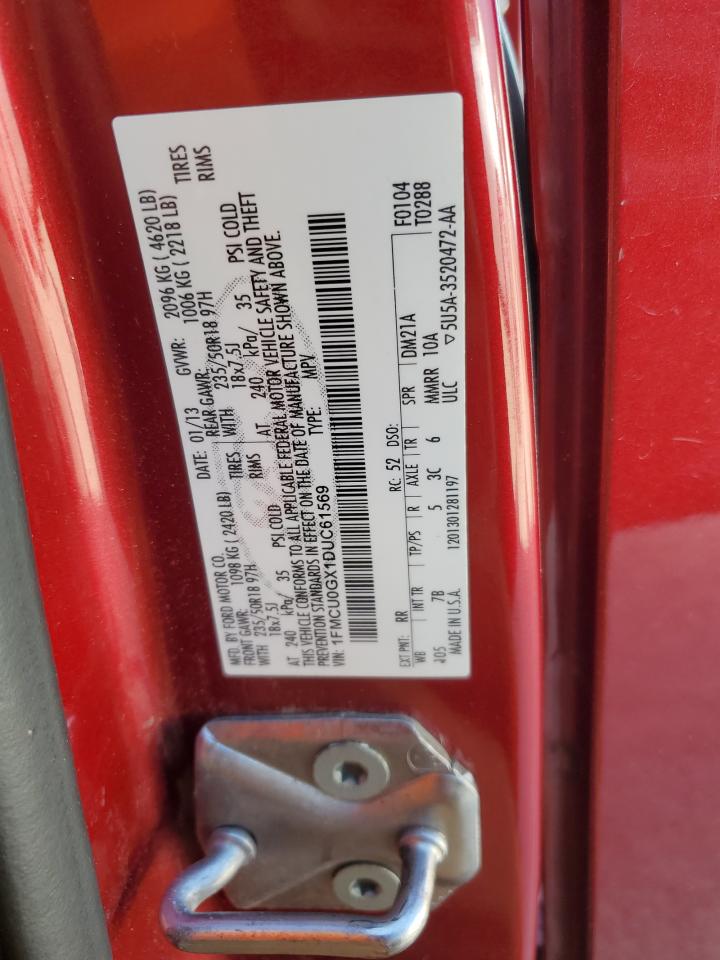 MFD. BY FORD MOTOR CO. DATE: 01/13 GVWR: 2096 KG ( 4620 LB)
FRONT GAWR: 1098 KG ( 2420 LB) REAR GAWR: 1006 KG ( 2218 LB)
WITH 235/50R18 97H TIRES WITH 235/50R18 97H TIRES
18x7.5J RIMS 18x7.5J RIMS
AT 240 kPa/ 35 PSI COLD AT 240 kPa/ 35 PSI COLD
THIS VEHICLE CONFORMS TO ALL APPLICABLE FEDERAL MOTOR VEHICLE SAFETY AND THEFT
PREVENTION STANDARDS IN EFFECT ON THE DATE OF MANUFACTURE SHOWN ABOVE.
VIN: 1FMCU0GX1DUC61569 TYPE: MPV
EXT PNT: RR RC: 52 DSO: F0104
WB INT TR TP/PS R AXLE TR SPR DM21A T0288
105 7B 5 3C 6 MMRR 10A
MADE IN U.S.A. 1201301281197 ULC ▽5U5A-3520472-AA